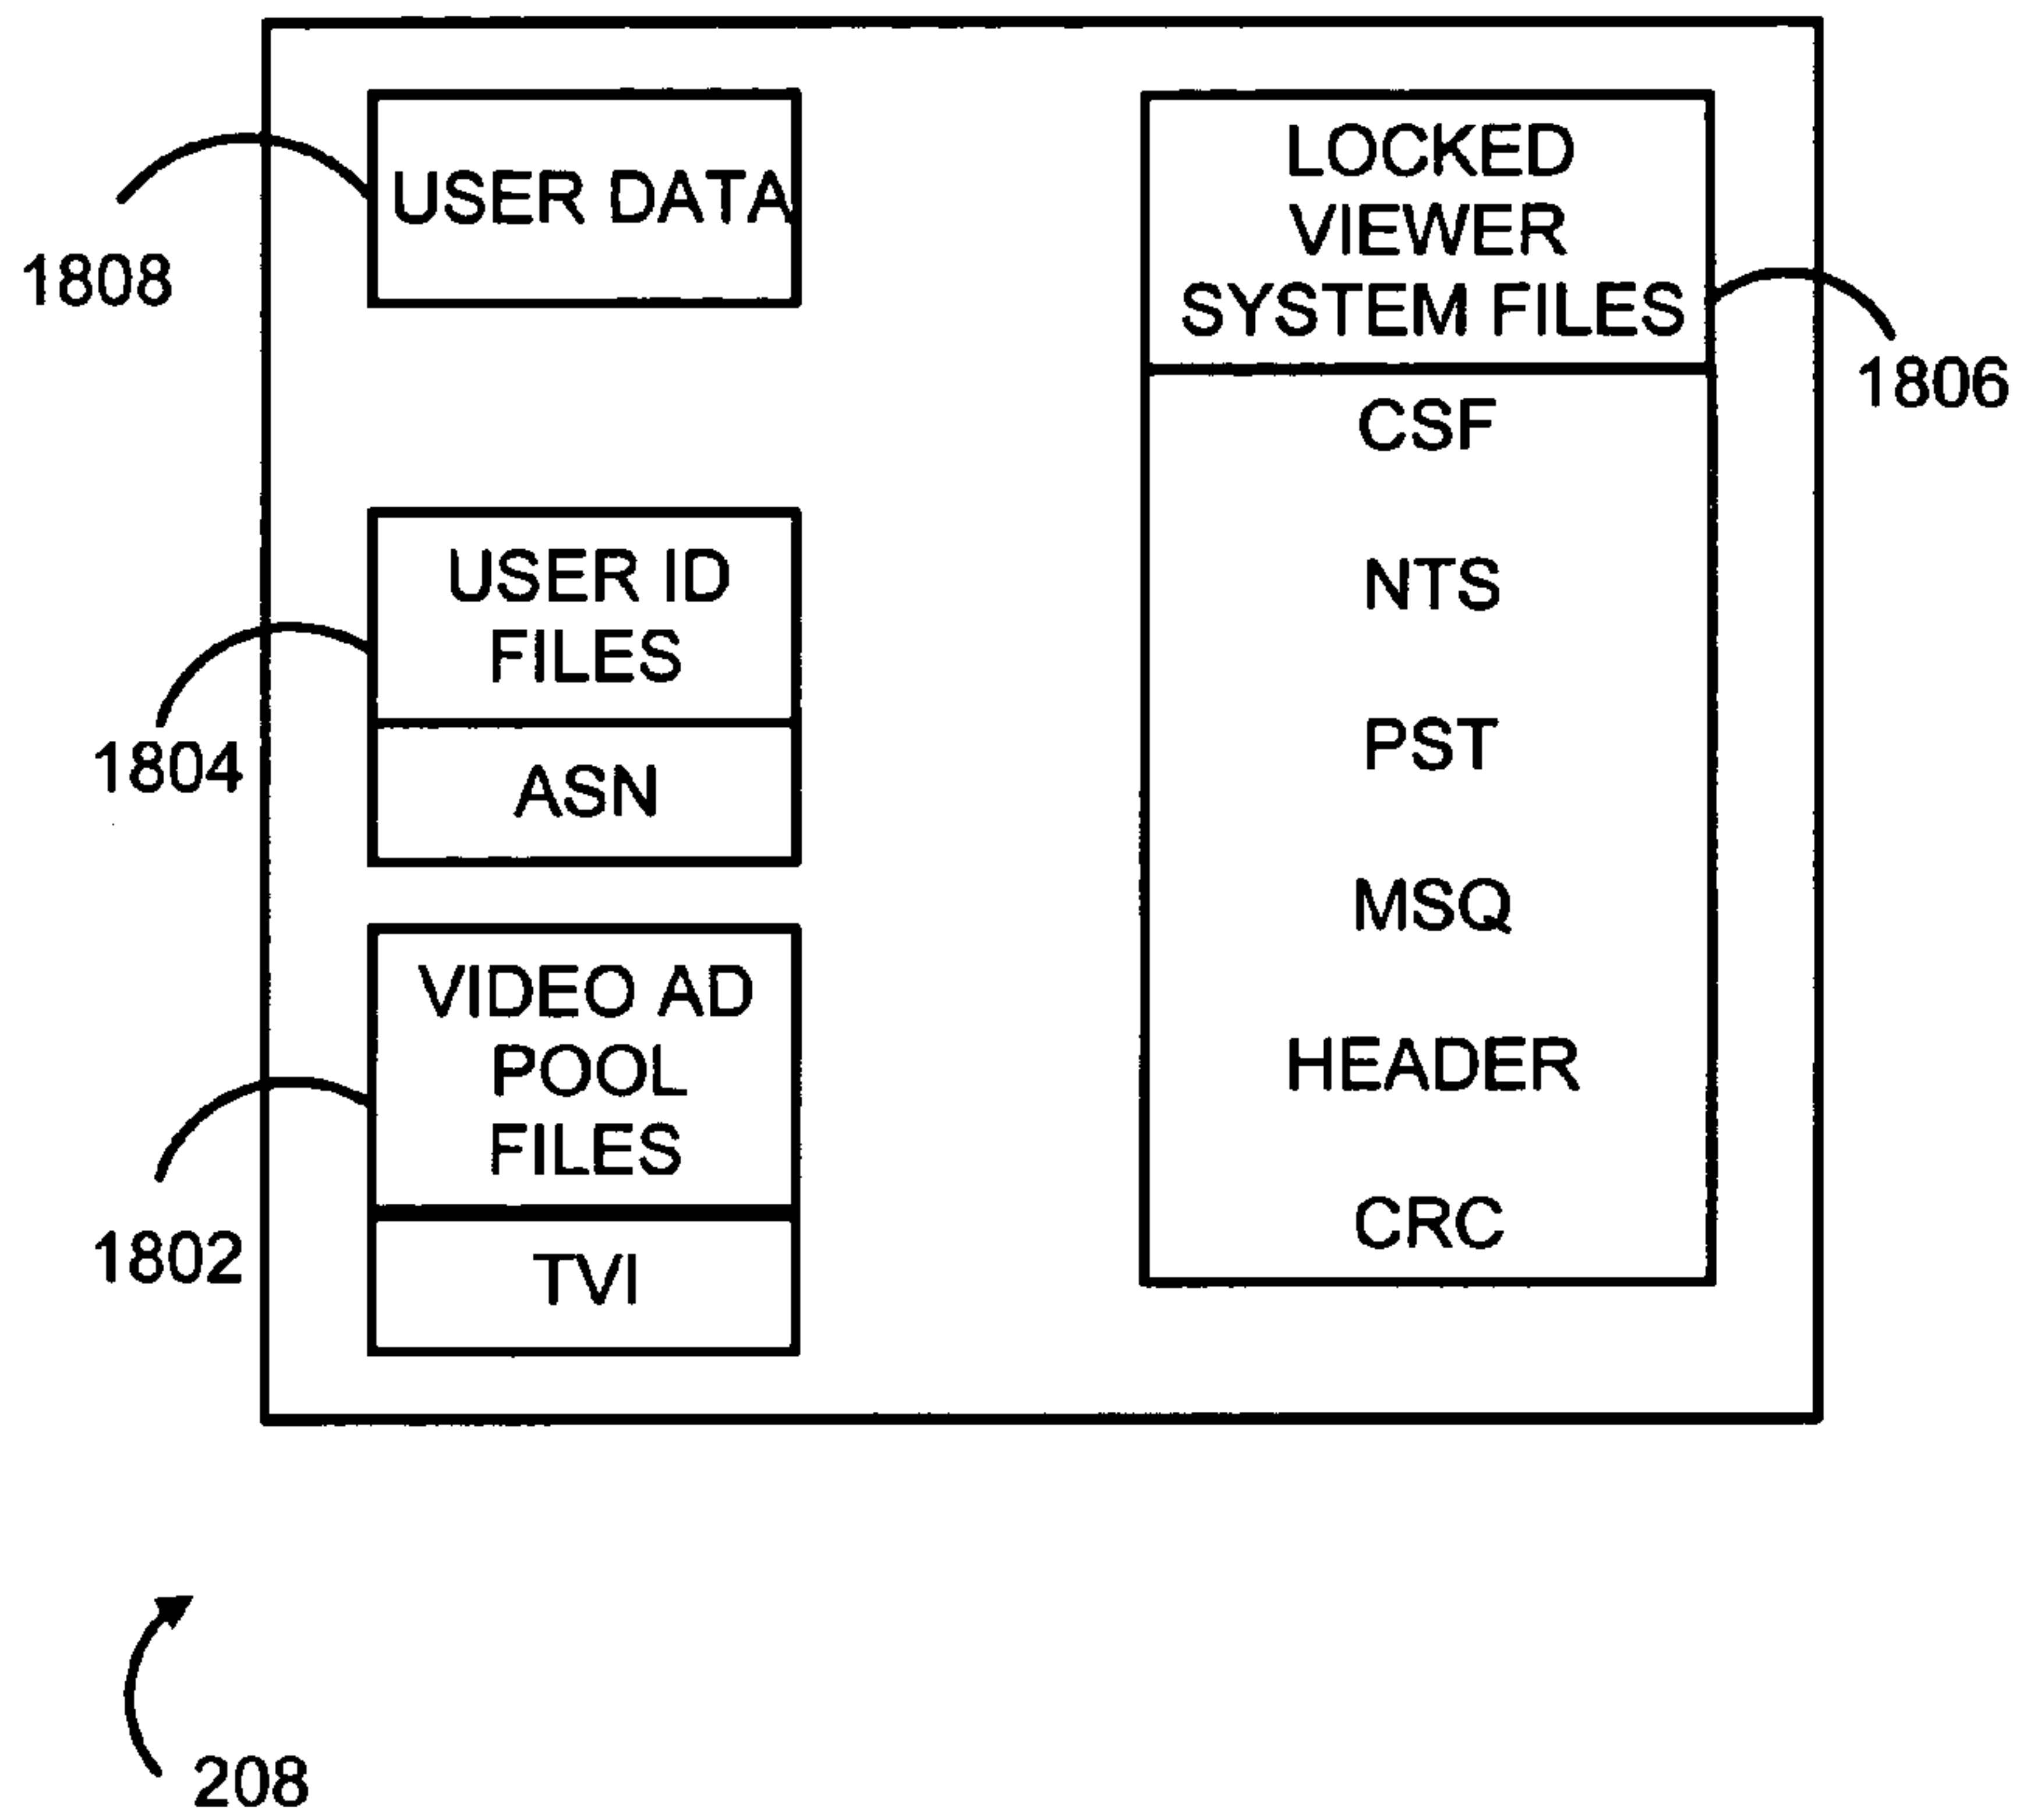 USER DATA
1808
USER ID
FILES
1804
ASN
VIDEO AD
POOL
FILES
1802
TVI
LOCKED
VIEWER
SYSTEM FILES
1806
CSF
NTS
PST
MSQ
HEADER
CRC
208